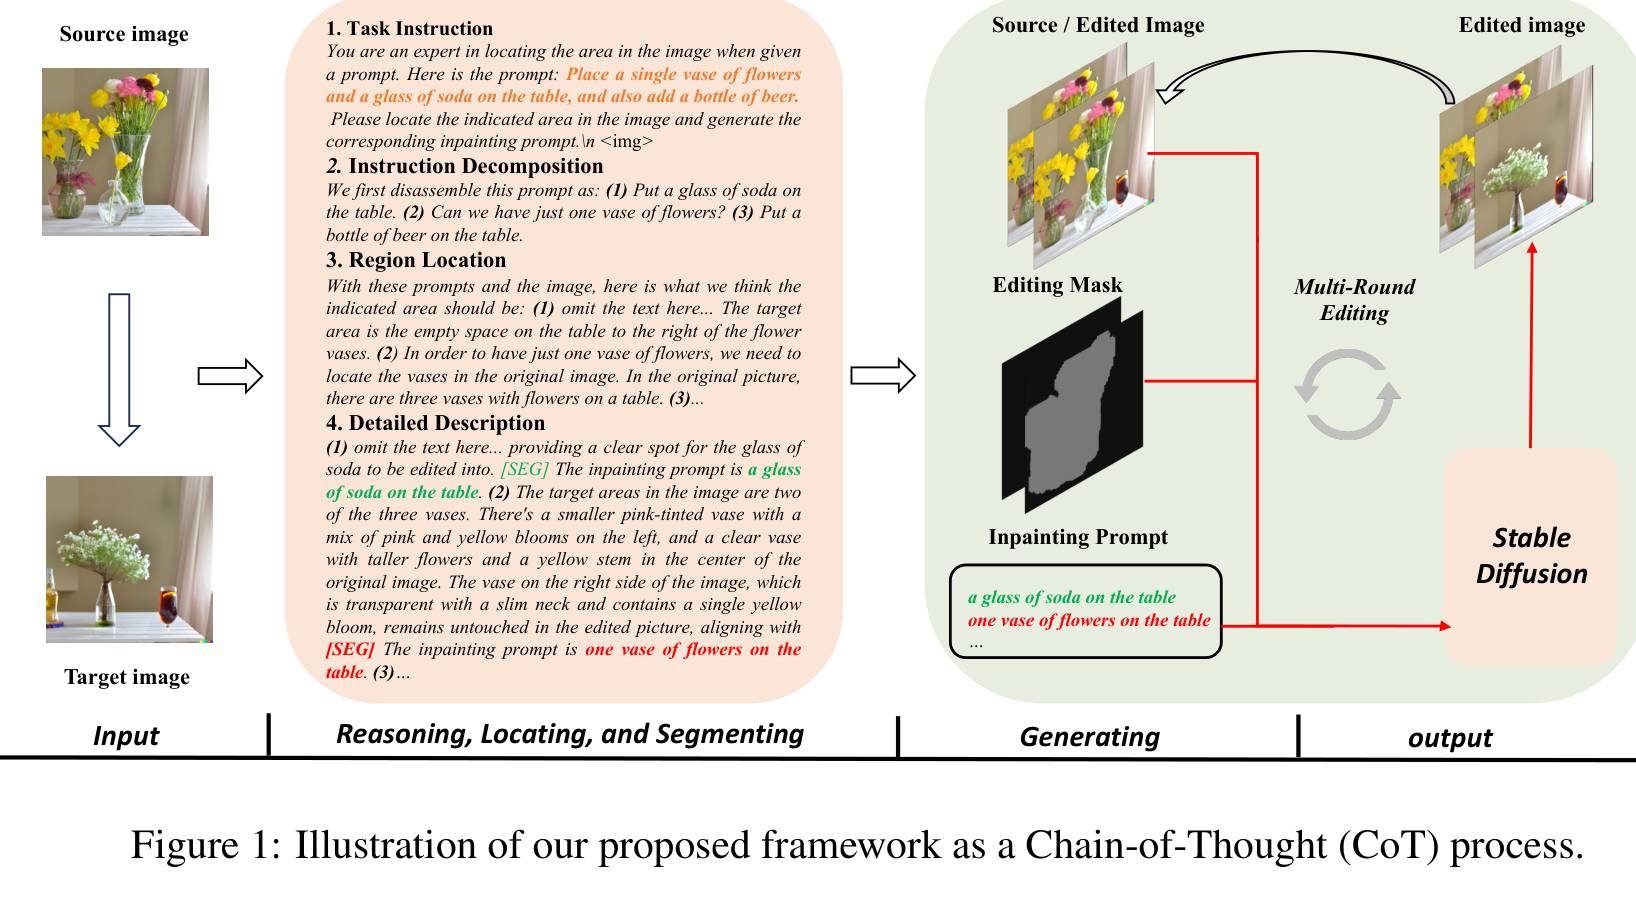 Source image
Target image
1. Task Instruction
You are an expert in locating the area in the image when given
a prompt. Here is the prompt: Place a single vase of flowers
and a glass of soda on the table, and also add a bottle of beer.
Please locate the indicated area in the image and generate the
corresponding inpainting prompt.\n <img>
2. Instruction Decomposition
We first disassemble this prompt as: (1) Put a glass of soda on
the table. (2) Can we have just one vase of flowers? (3) Put a
bottle of beer on the table.
3. Region Location
With these prompts and the image, here is what we think the
indicated area should be: (1) omit the text here... The target
area is the empty space on the table to the right of the flower
vases. (2) In order to have just one vase of flowers, we need to
locate the vases in the original image. In the original picture,
there are three vases with flowers on a table. (3)...
4. Detailed Description
(1) omit the text here... providing a clear spot for the glass of
soda to be edited into. [SEG] The inpainting prompt is a glass
of soda on the table. (2) The target areas in the image are two
of the three vases. There's a smaller pink-tinted vase with a
mix of pink and yellow blooms on the left, and a clear vase
with taller flowers and a yellow stem in the center of the
original image. The vase on the right side of the image, which
is transparent with a slim neck and contains a single yellow
bloom, remains untouched in the edited picture, aligning with
[SEG] The inpainting prompt is one vase of flowers on the
table. (3)...
Source / Edited Image
Edited image
Editing Mask
Multi-Round
Editing
Inpainting Prompt
a glass of soda on the table
one vase of flowers on the table
...
Stable
Diffusion
Input
Reasoning, Locating, and Segmenting
Generating
output
Figure 1: Illustration of our proposed framework as a Chain-of-Thought (CoT) process.